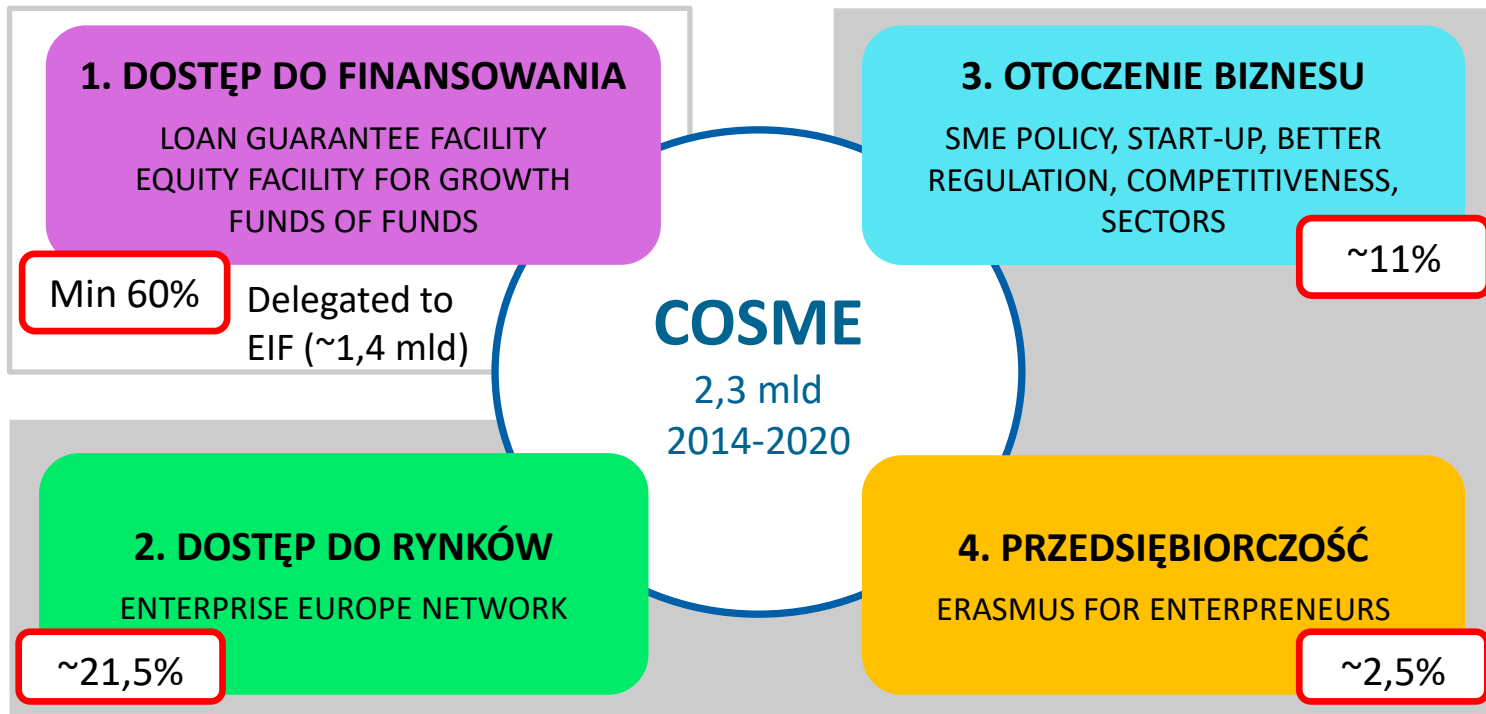 1. DOSTĘP DO FINANSOWANIA
LOAN GUARANTEE FACILITY
EQUITY FACILITY FOR GROWTH
FUNDS OF FUNDS
Min 60%
Delegated to
EIF (~1,4 mld)
3. OTOCZENIE BIZNESU
SME POLICY, START-UP, BETTER
REGULATION, COMPETITIVENESS,
SECTORS
~11%
COSME
2,3 mld
2014-2020
2. DOSTĘP DO RYNKÓW
ENTERPRISE EUROPE NETWORK
~21,5%
4. PRZEDSIĘBIORCZOŚĆ
ERASMUS FOR ENTERPRENEURS
~2,5%